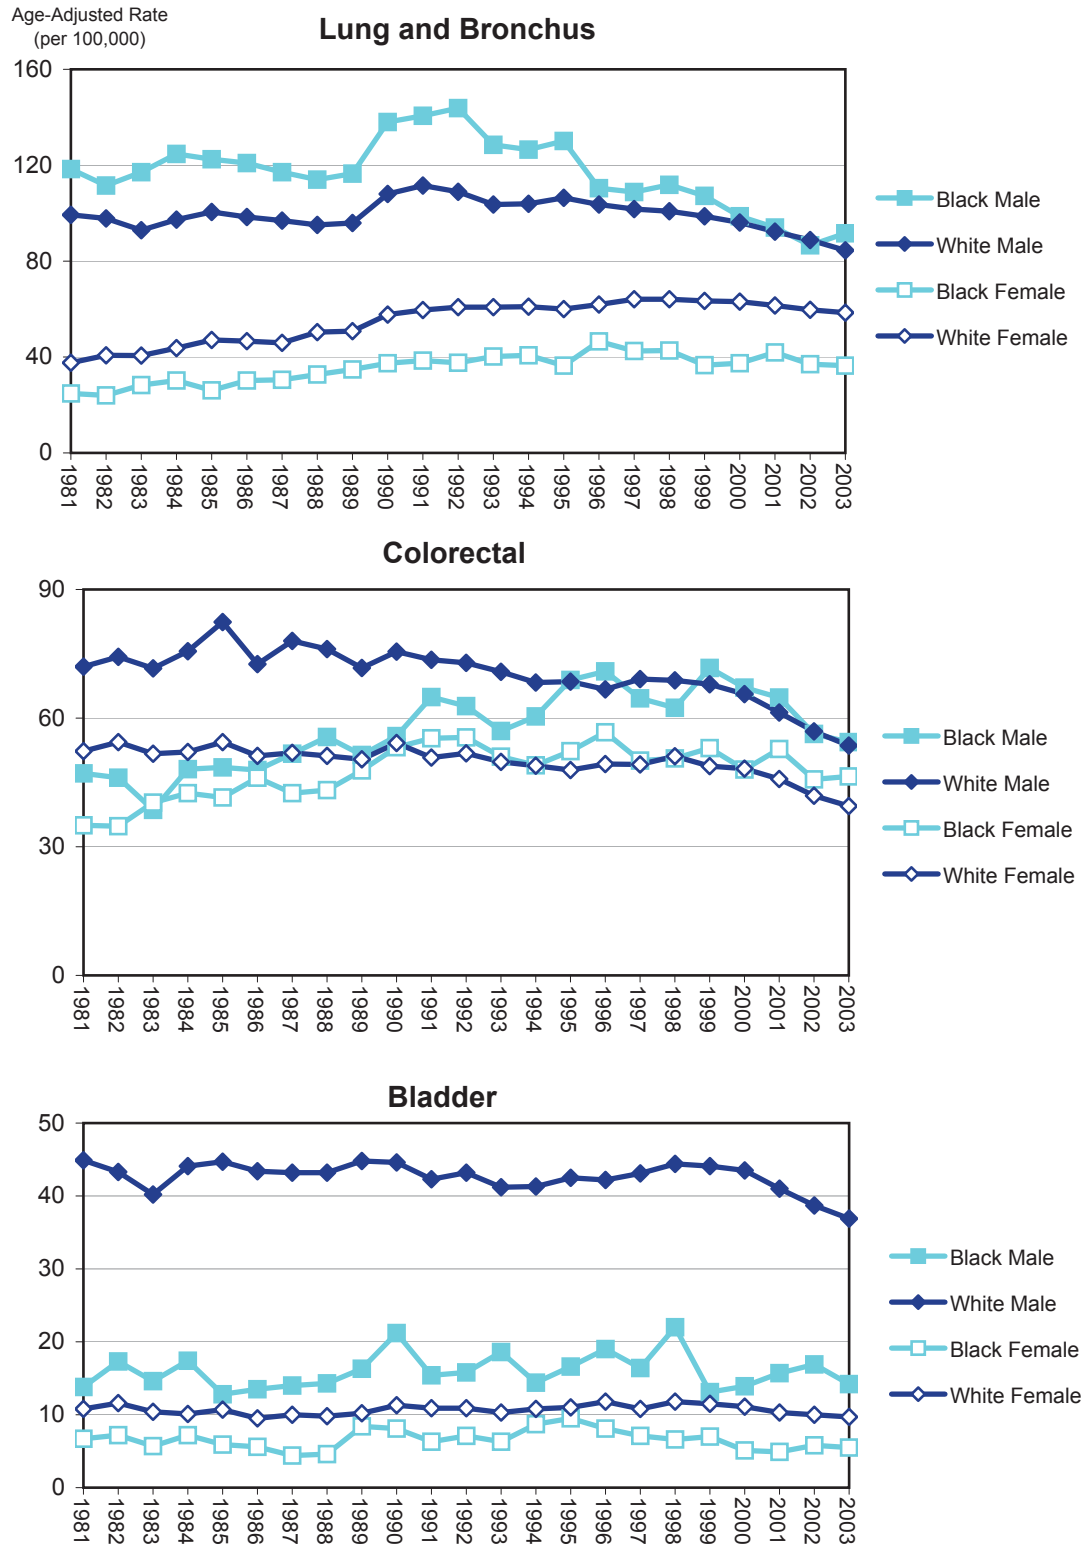 Age-Adjusted Rate
(per 100,000)
Lung and Bronchus
160
120
80
40
0
1981 1982 1983 1984 1985 1986 1987 1988 1989 1990 1991 1992 1993 1994 1995 1996 1997 1998 1999 2000 2001 2002 2003
Black Male
White Male
Black Female
White Female
Colorectal
90
60
30
0
1981 1982 1983 1984 1985 1986 1987 1988 1989 1990 1991 1992 1993 1994 1995 1996 1997 1998 1999 2000 2001 2002 2003
Black Male
White Male
Black Female
White Female
Bladder
50
40
30
20
10
0
1981 1982 1983 1984 1985 1986 1987 1988 1989 1990 1991 1992 1993 1994 1995 1996 1997 1998 1999 2000 2001 2002 2003
Black Male
White Male
Black Female
White Female